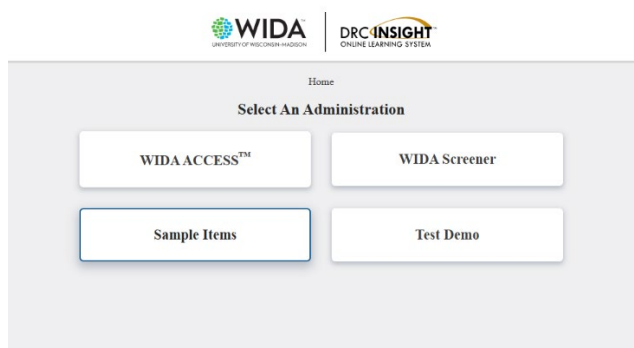 WIDA
UNIVERSITY OF WISCONSIN-MADISON
DRC INSIGHT™
ONLINE LEARNING SYSTEM
Home
Select An Administration
WIDA ACCESS™
WIDA Screener
Sample Items
Test Demo